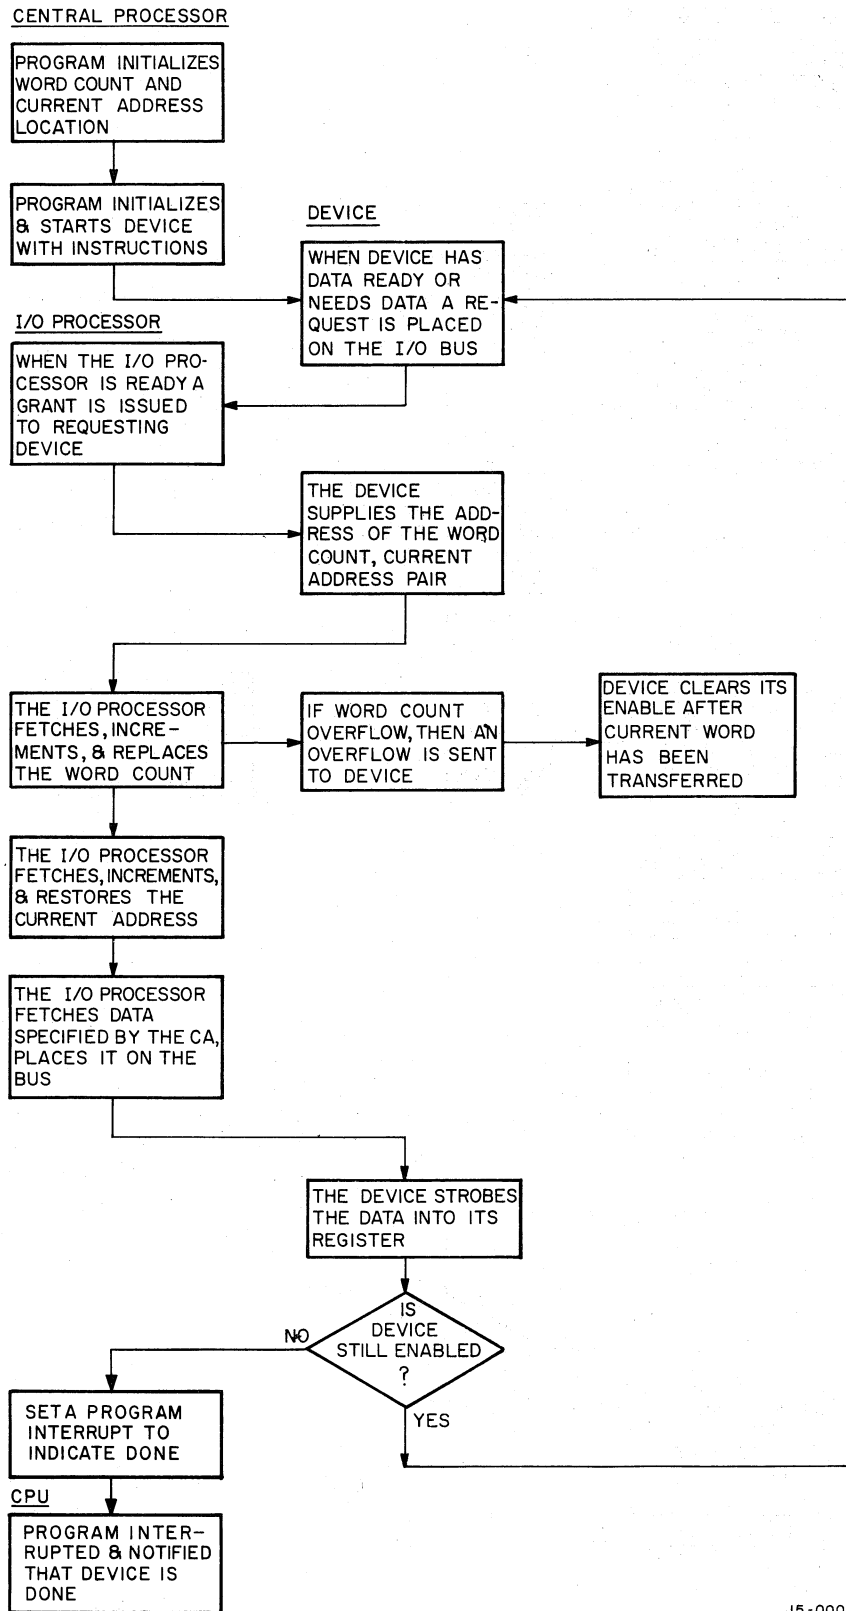 CENTRAL PROCESSOR
PROGRAM INITIALIZES
WORD COUNT AND
CURRENT ADDRESS
LOCATION
PROGRAM INITIALIZES
& STARTS DEVICE
WITH INSTRUCTIONS
DEVICE
WHEN DEVICE HAS
DATA READY OR
NEEDS DATA A RE-
QUEST IS PLACED
ON THE I/O BUS
I/O PROCESSOR
WHEN THE I/O PRO-
CESSOR IS READY A
GRANT IS ISSUED
TO REQUESTING
DEVICE
THE DEVICE
SUPPLIES THE ADD-
RESS OF THE WORD
COUNT, CURRENT
ADDRESS PAIR
THE I/O PROCESSOR
FETCHES, INCRE-
MENTS, & REPLACES
THE WORD COUNT
IF WORD COUNT
OVERFLOW, THEN AN
OVERFLOW IS SENT
TO DEVICE
DEVICE CLEARS ITS
ENABLE AFTER
CURRENT WORD
HAS BEEN
TRANSFERRED
THE I/O PROCESSOR
FETCHES, INCREMENTS,
& RESTORES THE
CURRENT ADDRESS
THE I/O PROCESSOR
FETCHES DATA
SPECIFIED BY THE CA,
PLACES IT ON THE
BUS
THE DEVICE STROBES
THE DATA INTO ITS
REGISTER
IS
DEVICE
STILL ENABLED
?
NO
YES
SET A PROGRAM
INTERRUPT TO
INDICATE DONE
CPU
PROGRAM INTER-
RUPTED & NOTIFIED
THAT DEVICE IS
DONE